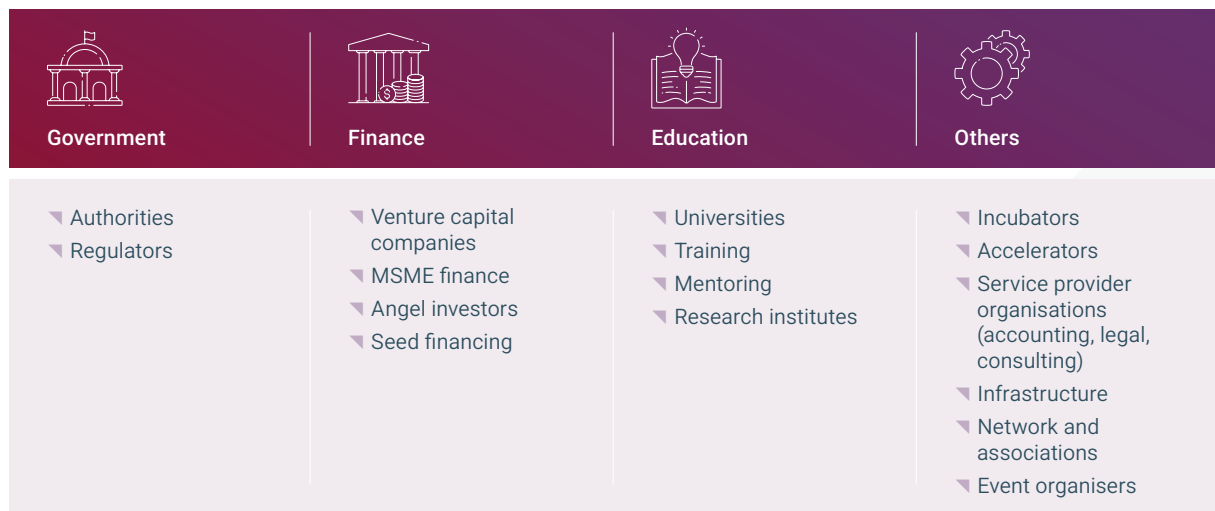 Government
Finance
Education
Others
Authorities
Regulators
Venture capital
companies
MSME finance
Angel investors
Seed financing
Universities
Training
Mentoring
Research institutes
Incubators
Accelerators
Service provider
organisations
(accounting, legal,
consulting)
Infrastructure
Network and
associations
Event organisers